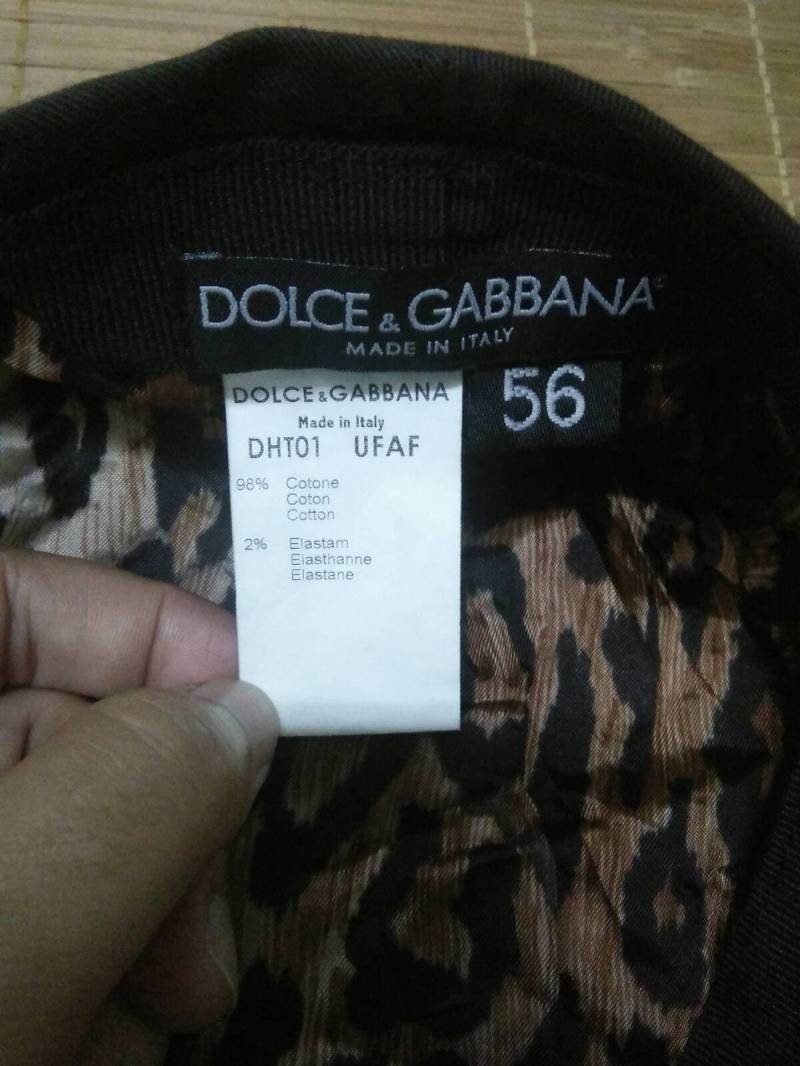 DOLCE & GABBANA
MADE IN ITALY
56
DOLCE & GABBANA
Made in Italy
DHT01 UFAF
98% Cotone
Coton
Cotton
2% Elastam
Elasthanne
Elastane